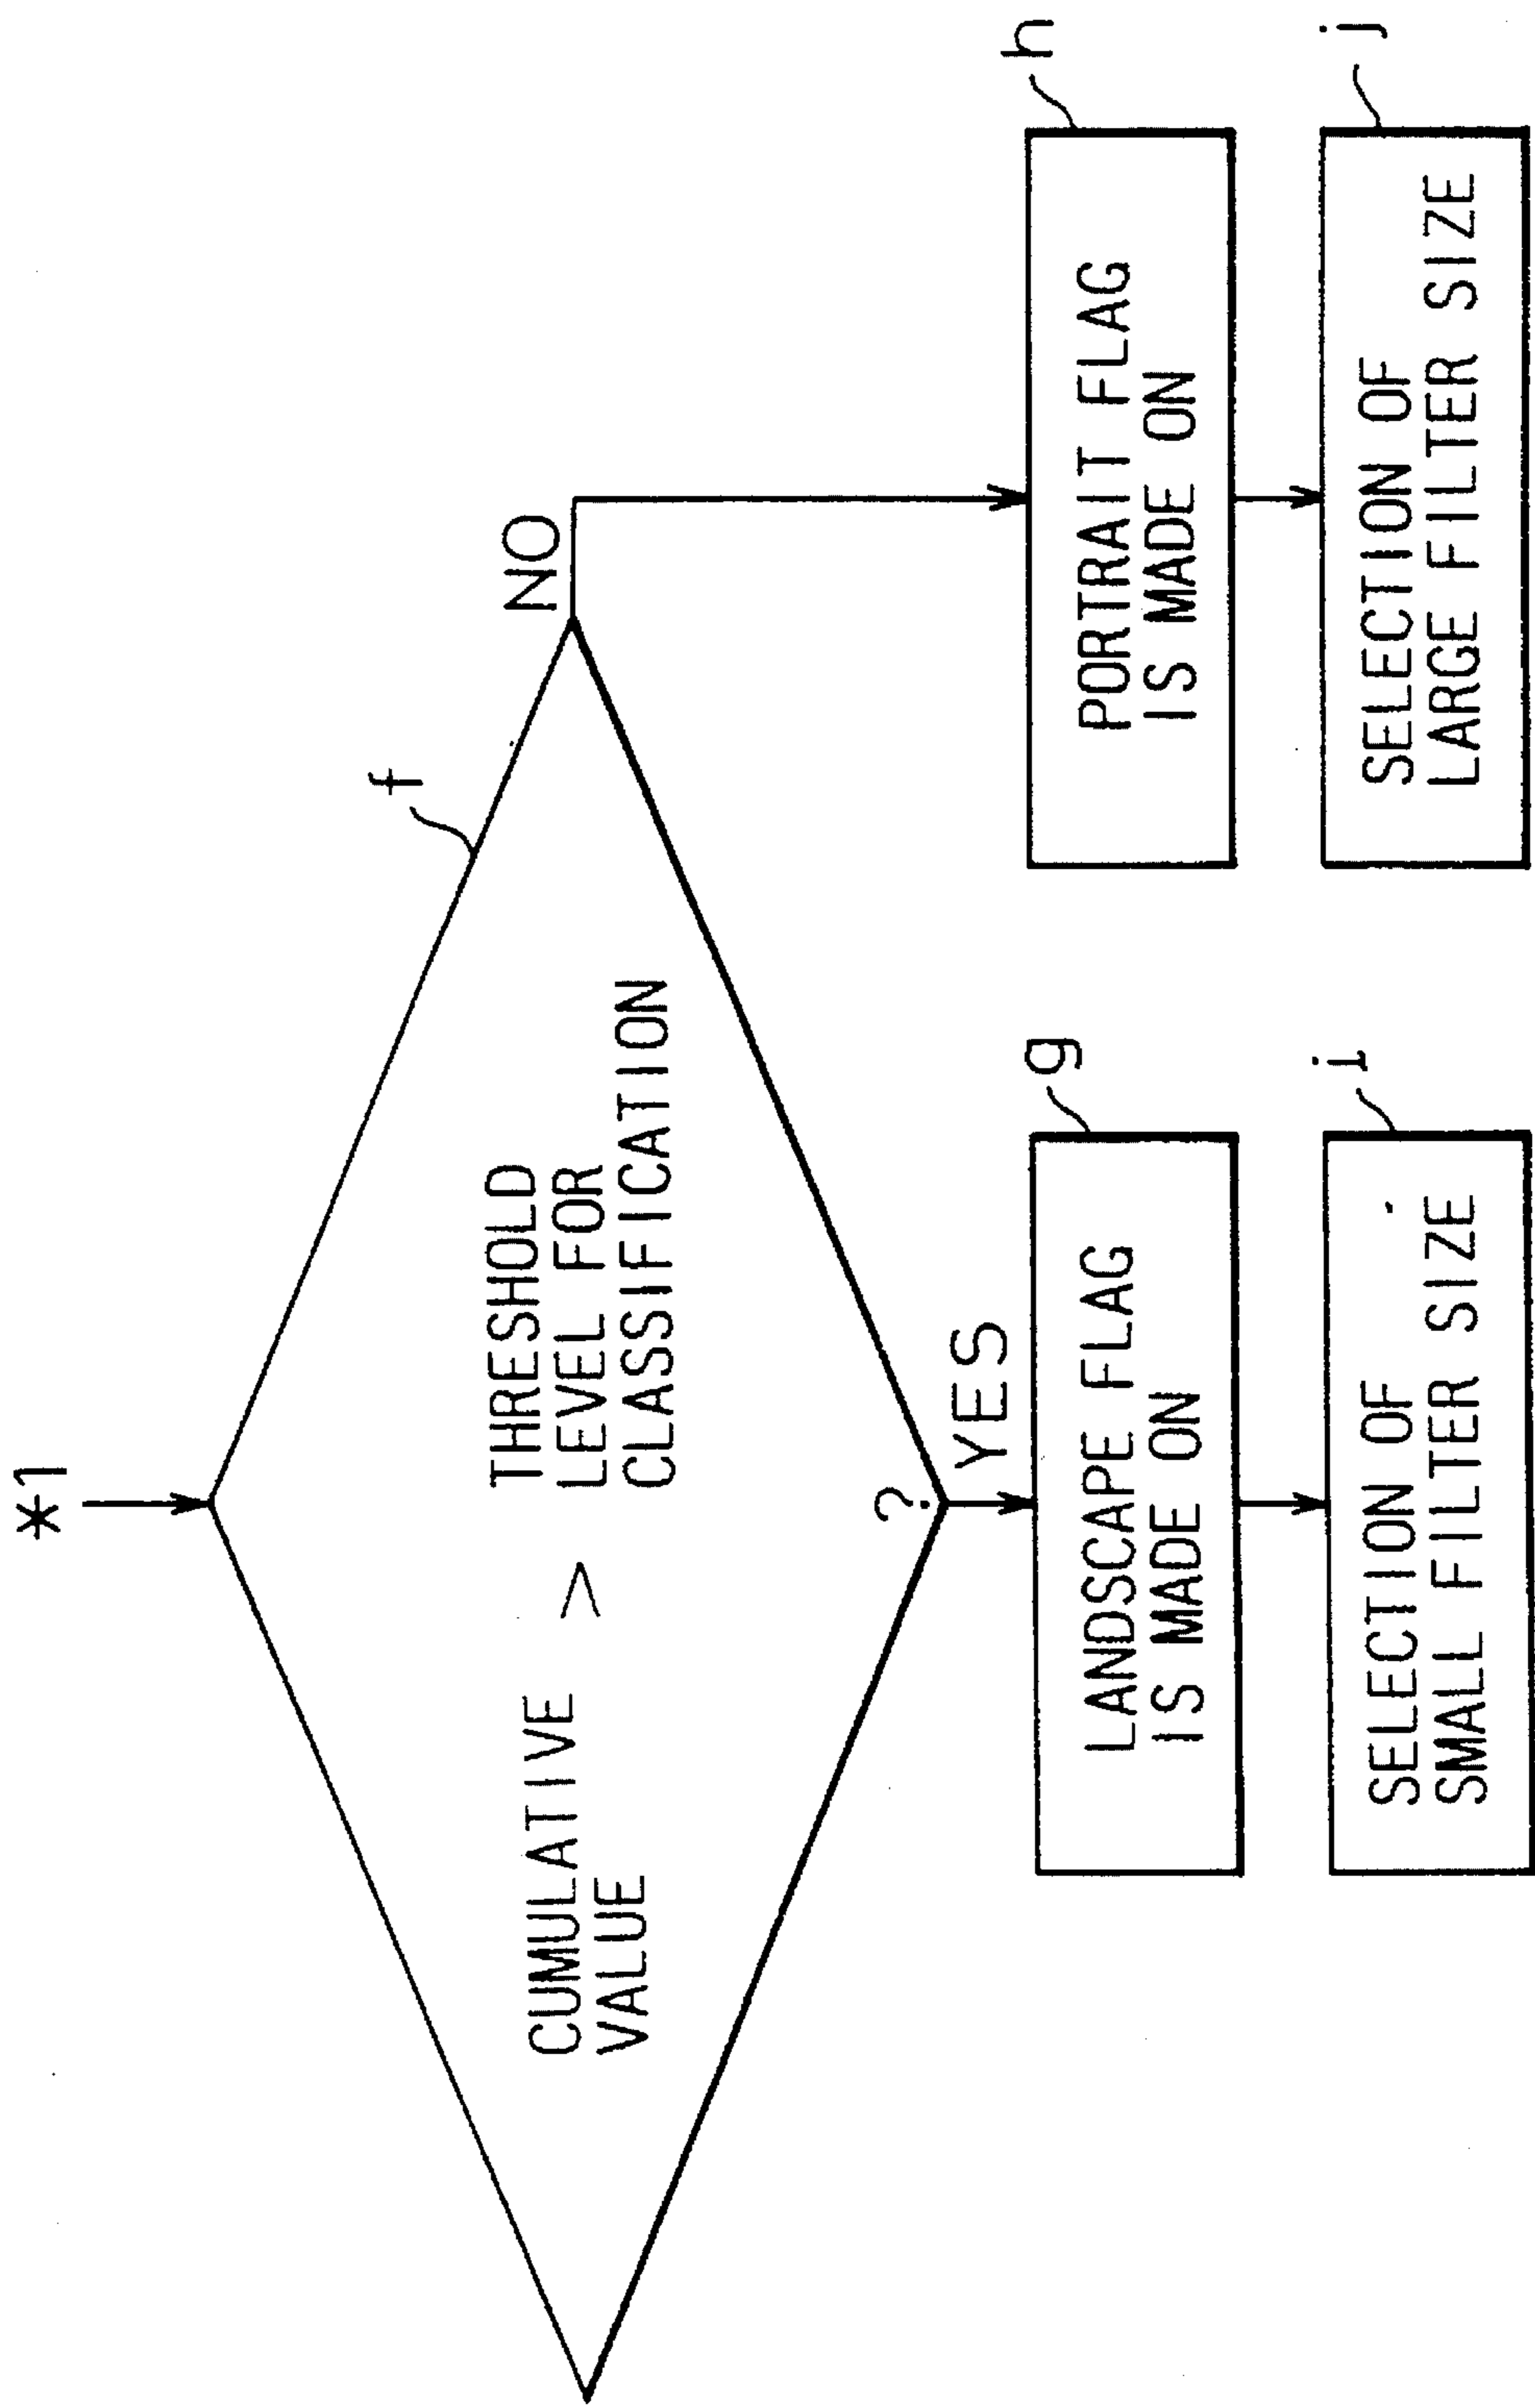 *1
f
CUMULATIVE
VALUE
>
THRESHOLD
LEVEL FOR
CLASSIFICATION
?
NO
YES
g
LANDSCAPE FLAG
IS MADE ON
h
PORTRAIT FLAG
IS MADE ON
i
SELECTION OF
SMALL FILTER SIZE
j
SELECTION OF
LARGE FILTER SIZE